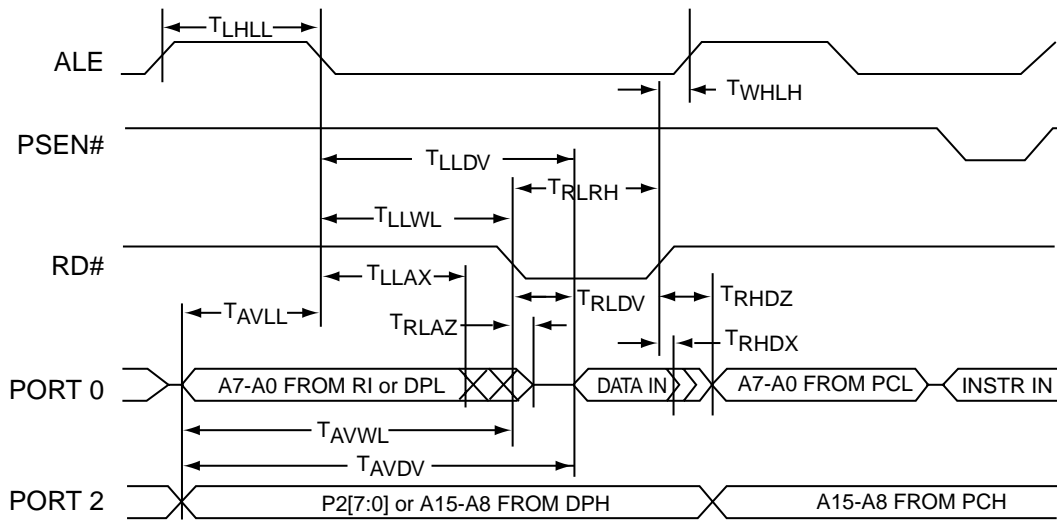 TLHLL
ALE
TWHLH
PSEN#
TLLDV
TRLRH
TLLWL
RD#
TLLAX
TRLDV
TRHDZ
TAVLL
TRLAZ
TRHDX
PORT 0
A7-A0 FROM RI or DPL
DATA IN
A7-A0 FROM PCL
INSTR IN
TAVWL
TAVDV
PORT 2
P2[7:0] or A15-A8 FROM DPH
A15-A8 FROM PCH